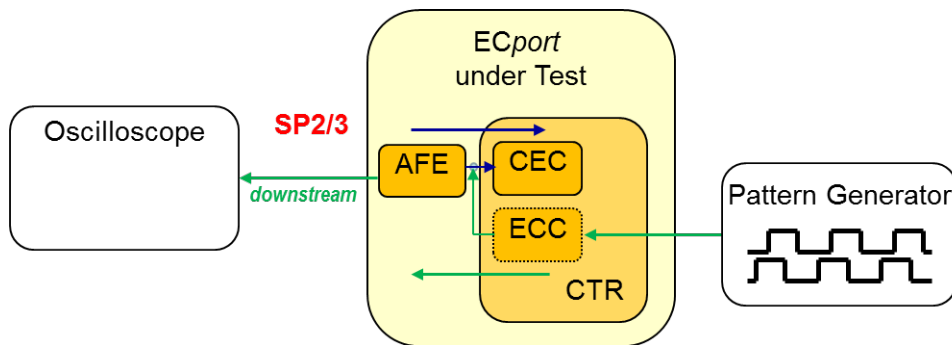 ECport
under Test
Oscilloscope
SP2/3
downstream
AFE
CEC
ECC
CTR
Pattern Generator